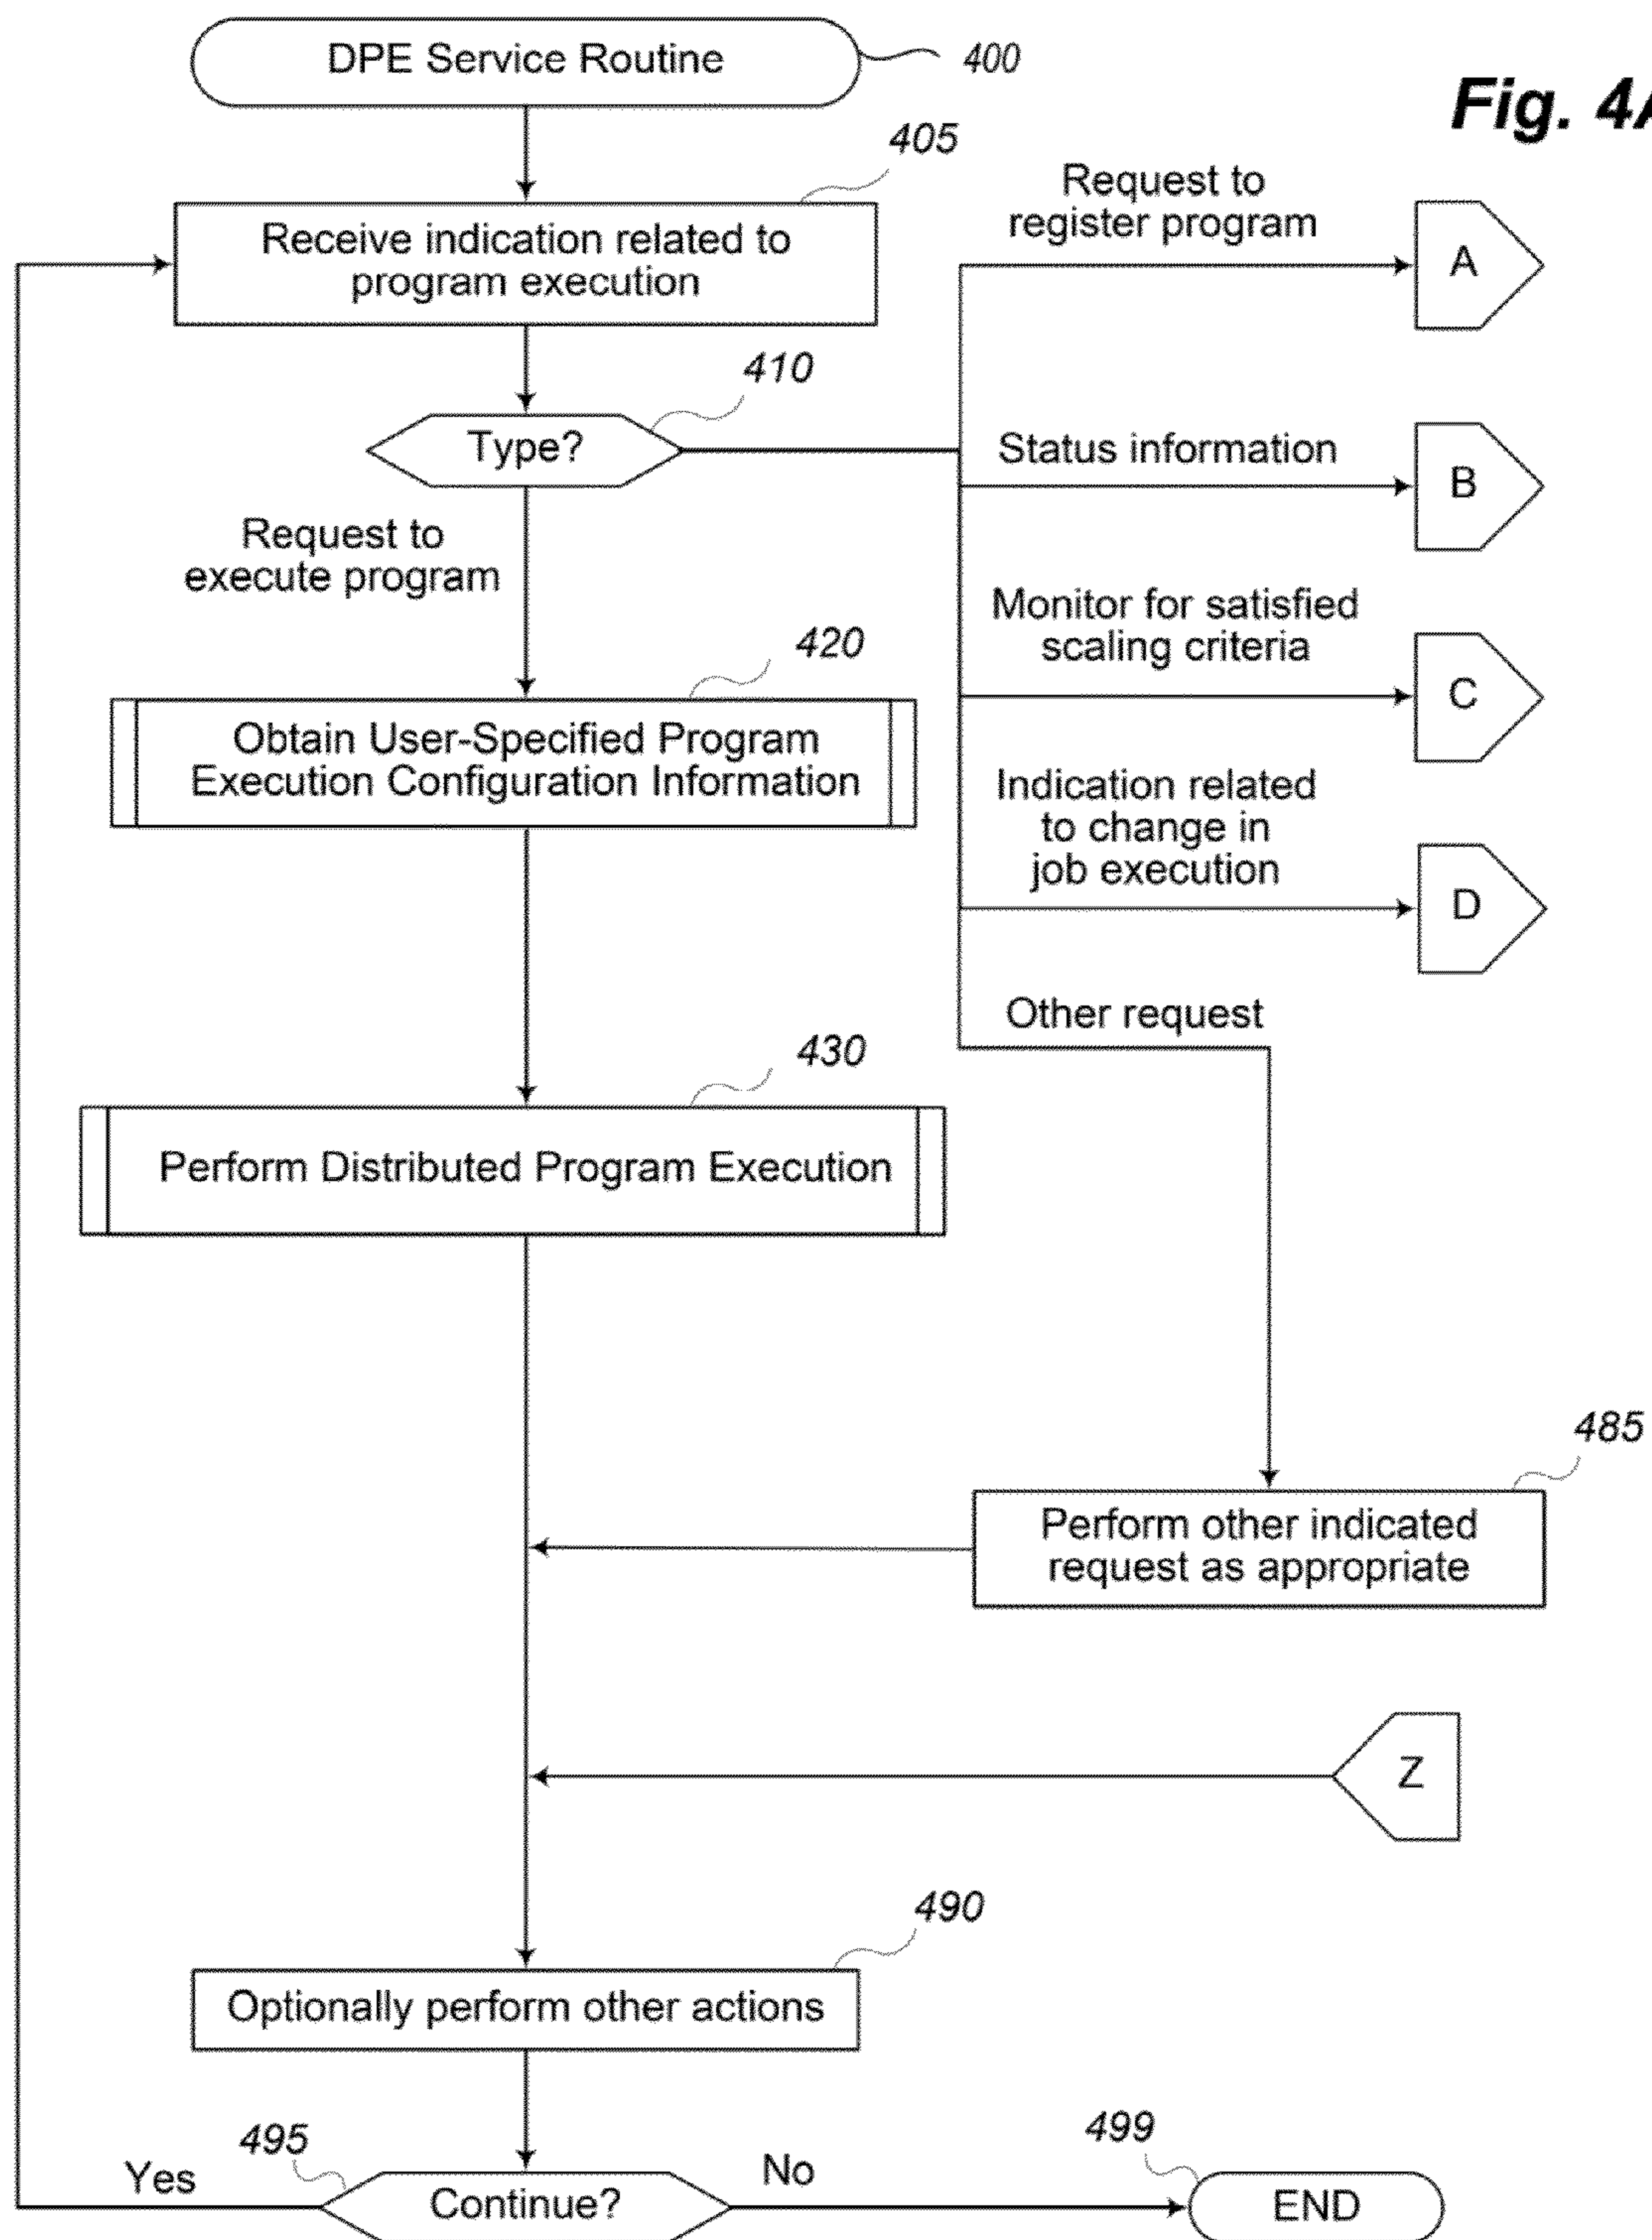 DPE Service Routine
400
Fig. 4A
405
Receive indication related to
program execution
Request to
register program
A
410
Type?
Status information
B
Request to
execute program
Monitor for satisfied
scaling criteria
C
420
Obtain User-Specified Program
Execution Configuration Information
Indication related
to change in
job execution
D
Other request
430
Perform Distributed Program Execution
485
Perform other indicated
request as appropriate
Z
490
Optionally perform other actions
495
Yes
Continue?
No
499
END